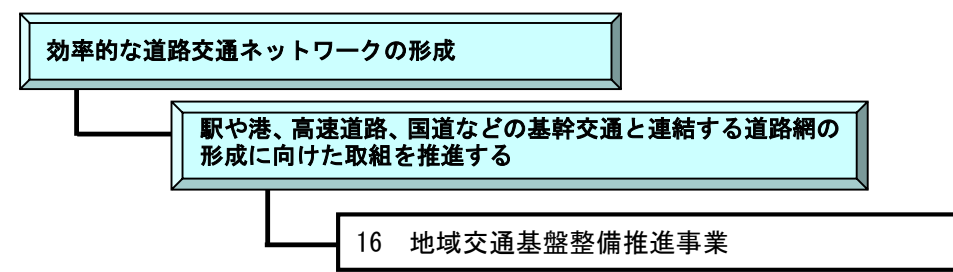 効率的な道路交通ネットワークの形成
駅や港、高速道路、国道などの基幹交通と連結する道路網の
形成に向けた取組を推進する
16　地域交通基盤整備推進事業